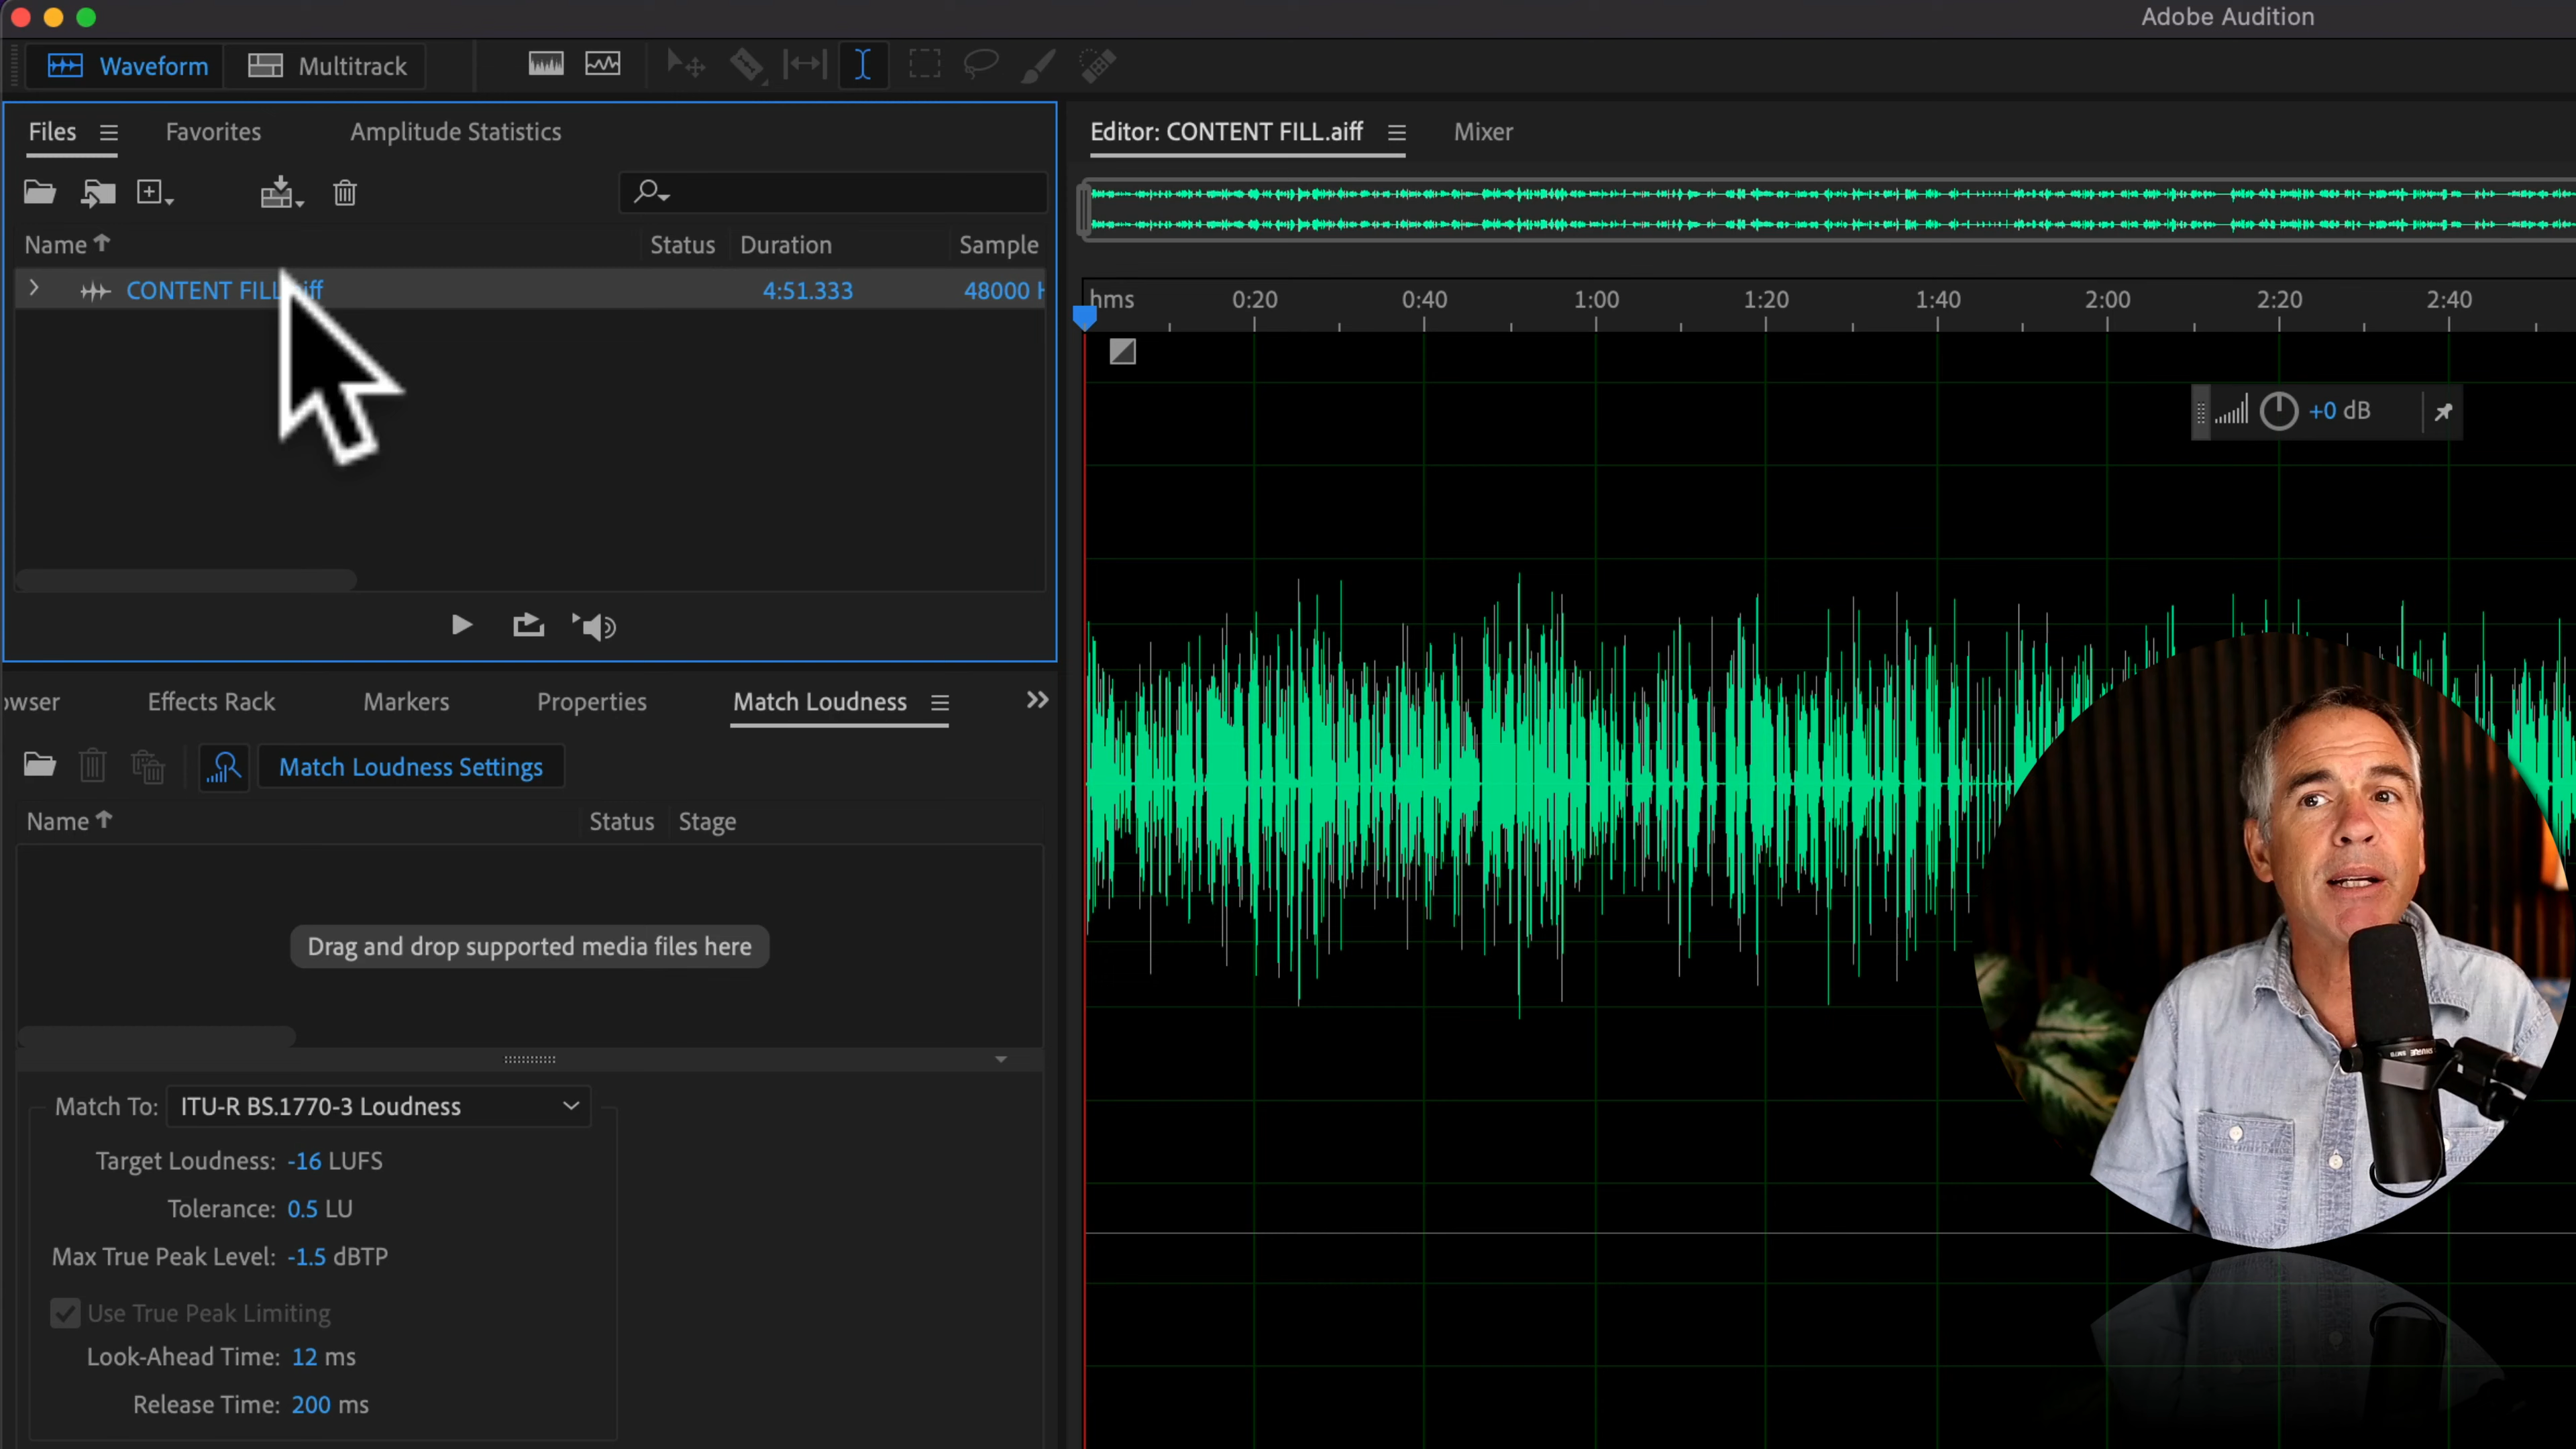 Adobe Audition
Waveform
Multitrack
Files
Favorites
Amplitude Statistics
Name
Status
Duration
Sample
CONTENT FILL
iff
4:51.333
48000 H
Editor: CONTENT FILL.aiff
Mixer
hms
0:20
0:40
1:00
1:20
1:40
2:00
2:20
2:40
+0 dB
owser
Effects Rack
Markers
Properties
Match Loudness
Match Loudness Settings
Name
Status
Stage
Drag and drop supported media files here
Match To: ITU-R BS.1770-3 Loudness
Target Loudness: -16 LUFS
Tolerance: 0.5 LU
Max True Peak Level: -1.5 dBTP
Use True Peak Limiting
Look-Ahead Time: 12 ms
Release Time: 200 ms